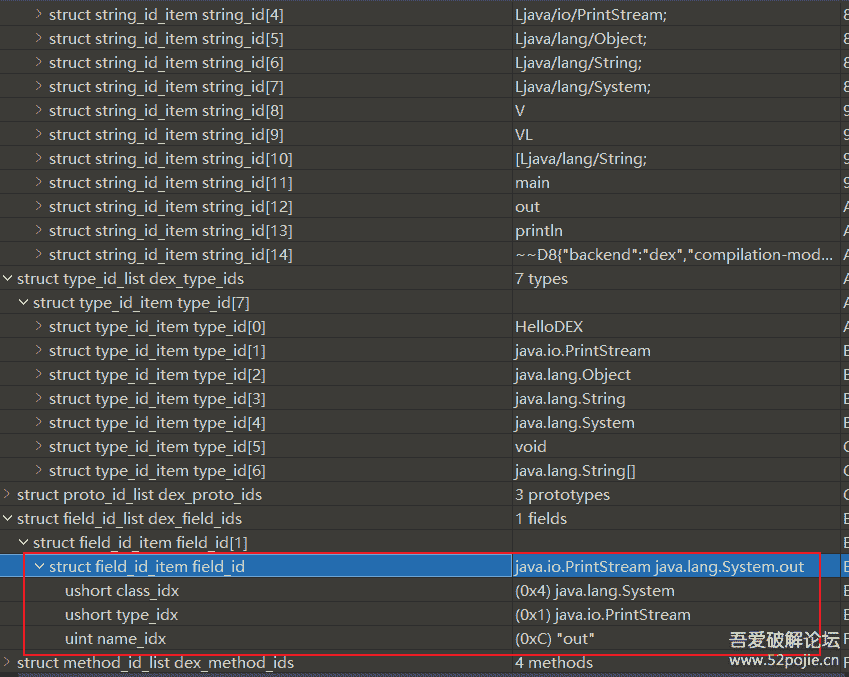 struct string_id_item string_id[4] Ljava/io/PrintStream; 8
struct string_id_item string_id[5] Ljava/lang/Object; 8
struct string_id_item string_id[6] Ljava/lang/String; 8
struct string_id_item string_id[7] Ljava/lang/System; 8
struct string_id_item string_id[8] V 9
struct string_id_item string_id[9] VL 9
struct string_id_item string_id[10] [Ljava/lang/String; 9
struct string_id_item string_id[11] main 9
struct string_id_item string_id[12] out
struct string_id_item string_id[13] println
struct string_id_item string_id[14] ~~D8{"backend":"dex","compilation-mod...
struct type_id_list dex_type_ids 7 types
struct type_id_item type_id[7]
struct type_id_item type_id[0] HelloDEX
struct type_id_item type_id[1] java.io.PrintStream
struct type_id_item type_id[2] java.lang.Object
struct type_id_item type_id[3] java.lang.String
struct type_id_item type_id[4] java.lang.System
struct type_id_item type_id[5] void
struct type_id_item type_id[6] java.lang.String[]
struct proto_id_list dex_proto_ids 3 prototypes
struct field_id_list dex_field_ids 1 fields
struct field_id_item field_id[1]
struct field_id_item field_id java.io.PrintStream java.lang.System.out
ushort class_idx (0x4) java.lang.System
ushort type_idx (0x1) java.io.PrintStream
uint name_idx (0xC) "out"
struct method_id_list dex_method_ids 4 methods
吾爱破解论坛
www.52pojie.cn